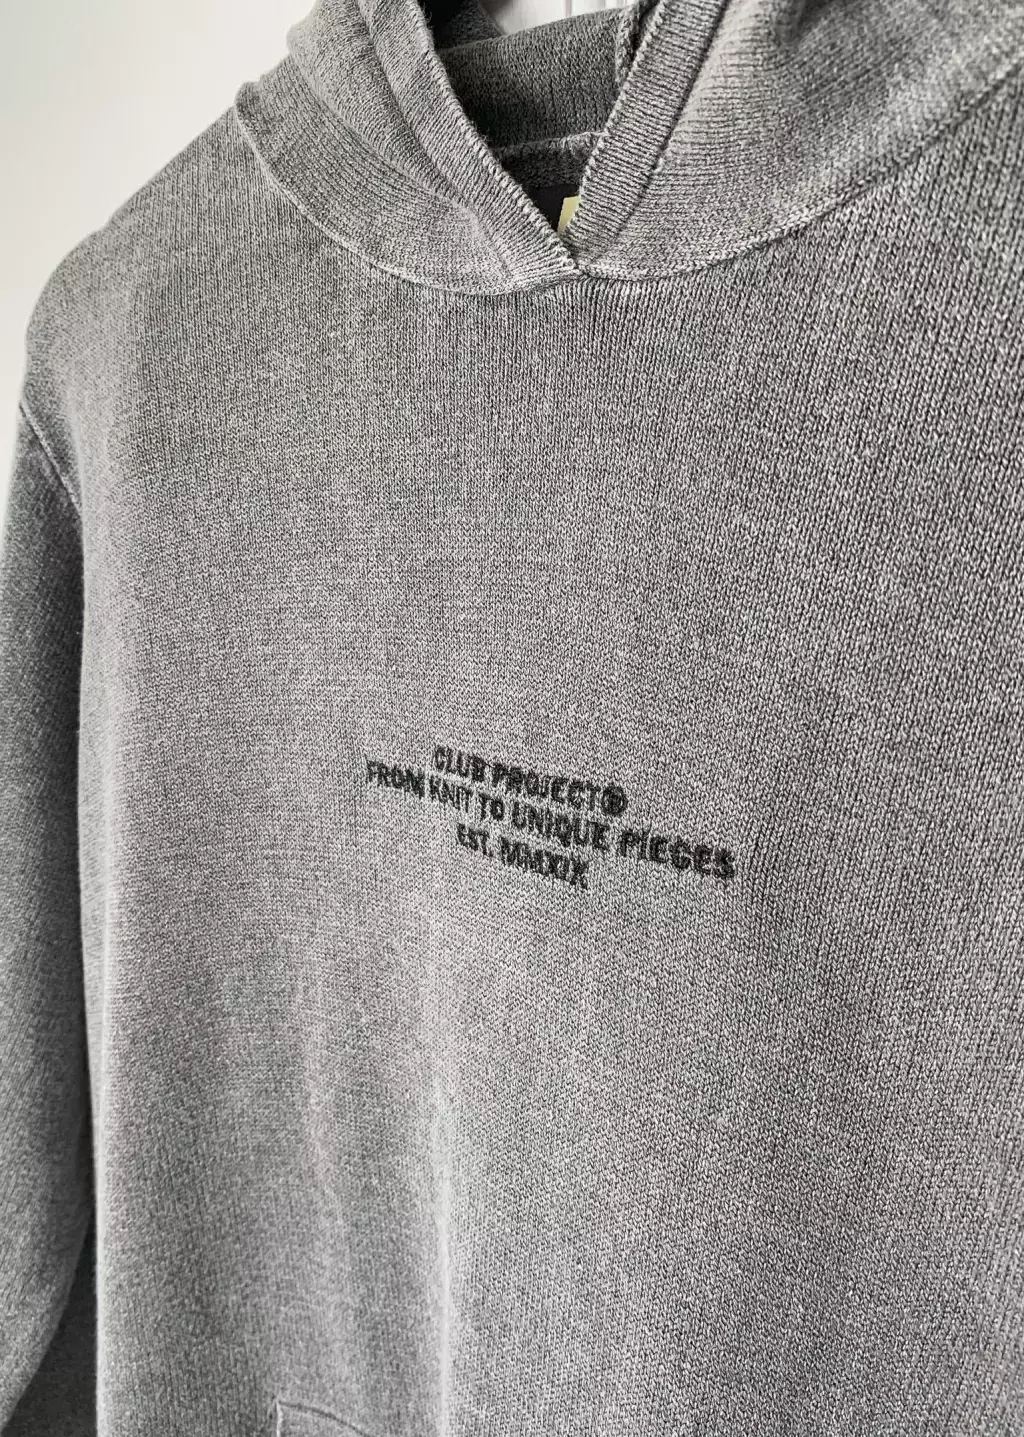 CLUB PROJECT®
FROM KNIT TO UNIQUE PIECES
EST. MMXIX